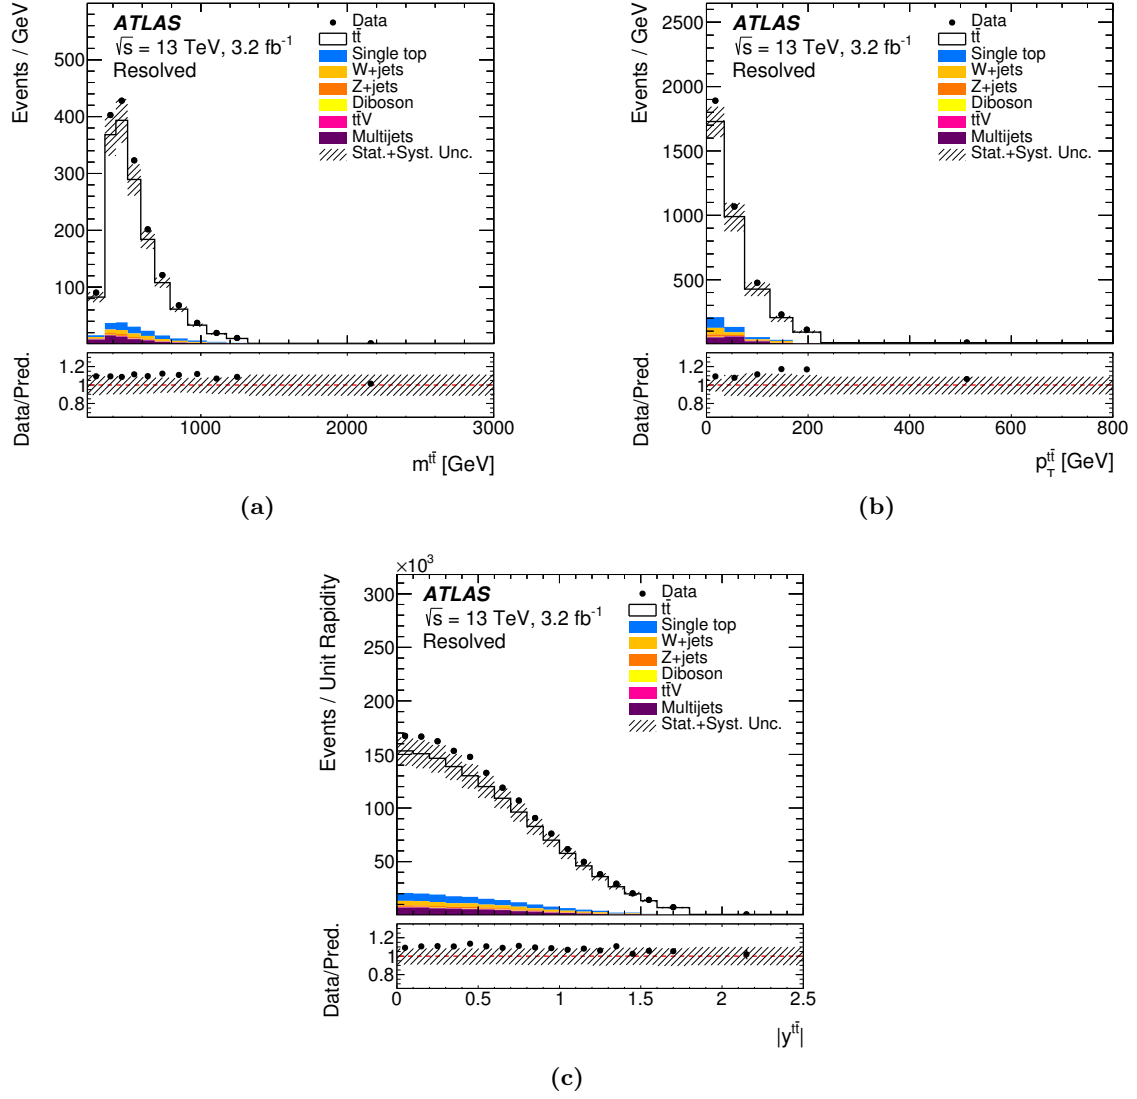 Events / GeV
600
500
400
300
200
100
ATLAS
√s = 13 TeV, 3.2 fb⁻¹
Resolved
Data
tt̄
Single top
W+jets
Z+jets
Diboson
tt̄V
Multijets
Stat.+Syst. Unc.
Data/Pred.
1.2
1
0.8
1000
2000
3000
m^{tt̄} [GeV]
(a)
Events / GeV
2500
2000
1500
1000
500
ATLAS
√s = 13 TeV, 3.2 fb⁻¹
Resolved
Data
tt̄
Single top
W+jets
Z+jets
Diboson
tt̄V
Multijets
Stat.+Syst. Unc.
Data/Pred.
1.2
1
0.8
0
200
400
600
800
p_T^{tt̄} [GeV]
(b)
×10³
Events / Unit Rapidity
300
250
200
150
100
50
ATLAS
√s = 13 TeV, 3.2 fb⁻¹
Resolved
Data
tt̄
Single top
W+jets
Z+jets
Diboson
tt̄V
Multijets
Stat.+Syst. Unc.
Data/Pred.
1.2
1
0.8
0
0.5
1
1.5
2
2.5
|y^{tt̄}|
(c)